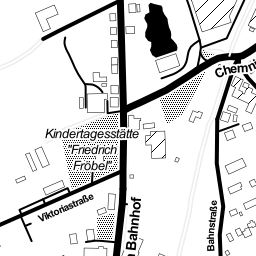 Chemni
Kindertagesstätte
"Friedrich
Fröbel"
Viktoriastraße
n Bahnhof
Bahnstraße